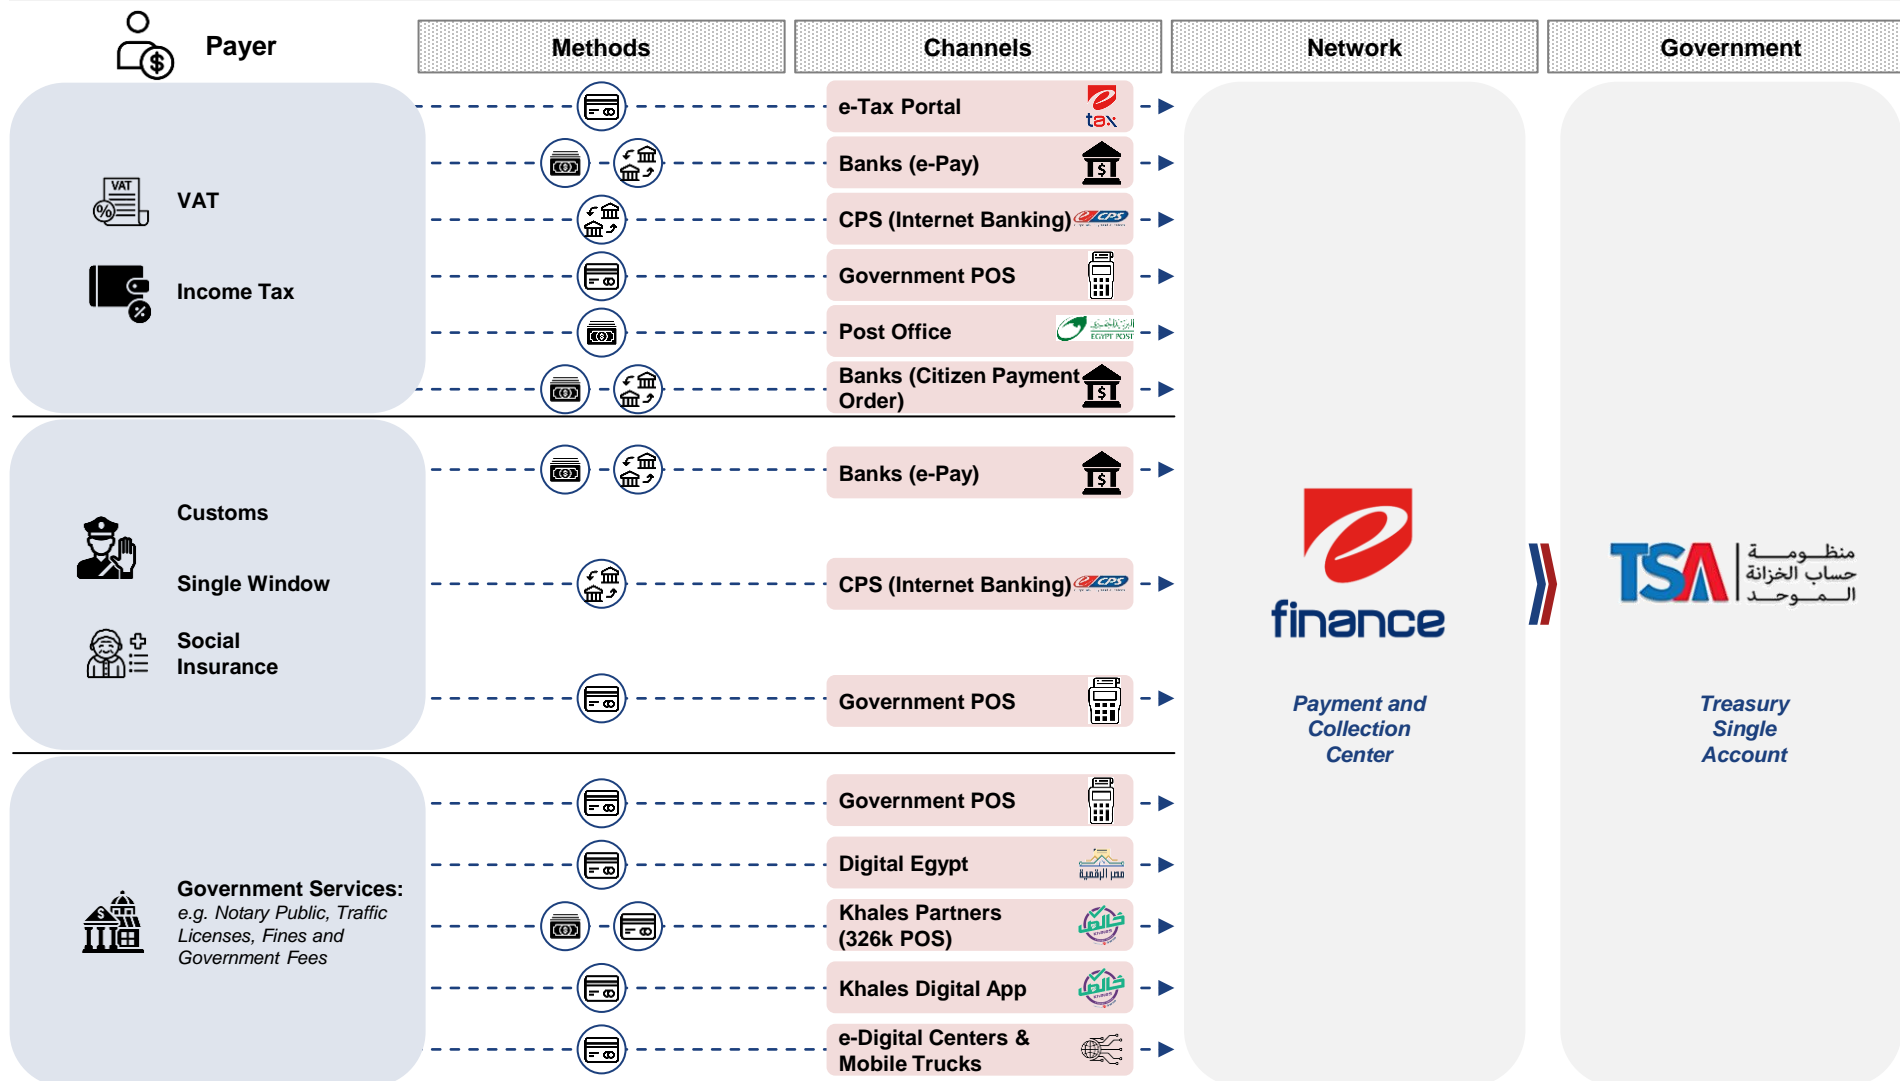 Payer
Methods
Channels
Network
Government
VAT
VAT
Income Tax
e-Tax Portal
e
tax
Banks (e-Pay)
CPS (Internet Banking)
e CPS
Government POS
Post Office
EGYPT POST
Banks (Citizen Payment
Order)
Customs
Single Window
Social
Insurance
Banks (e-Pay)
CPS (Internet Banking)
e CPS
Government POS
Government Services:
e.g. Notary Public, Traffic
Licenses, Fines and
Government Fees
Government POS
Digital Egypt
مصر الرقمية
Khales Partners
(326k POS)
خالص
Khales Digital App
خالص
e-Digital Centers &
Mobile Trucks
e
finance
Payment and
Collection
Center
TSA
منظومة
حساب الخزانة
الموحد
Treasury
Single
Account